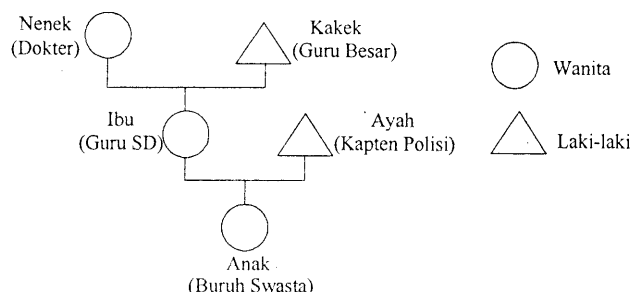 Nenek
(Dokter)
Kakek
(Guru Besar)
Wanita
Ibu
(Guru SD)
Ayah
(Kapten Polisi)
Laki-laki
Anak
(Buruh Swasta)